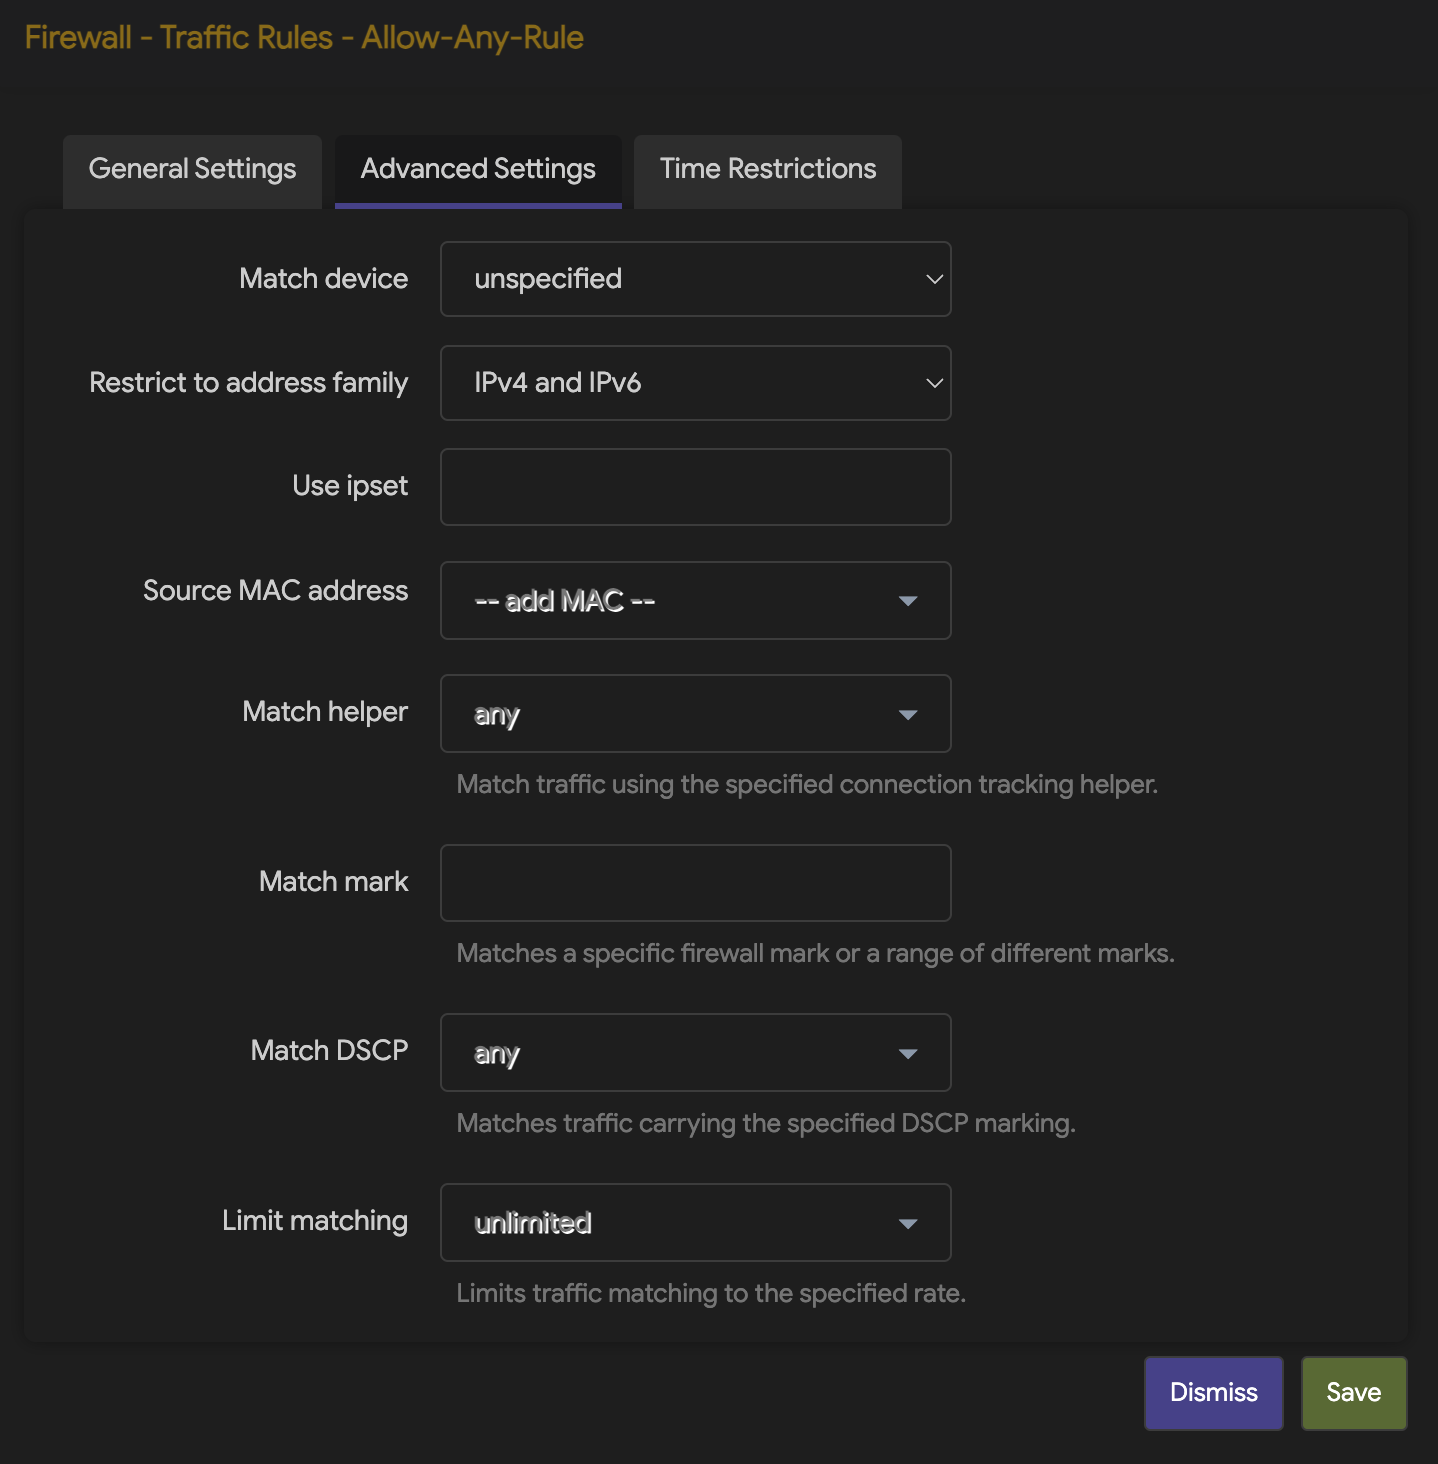 Firewall - Traffic Rules - Allow-Any-Rule
General Settings
Advanced Settings
Time Restrictions
Match device
unspecified
Restrict to address family
IPv4 and IPv6
Use ipset
Source MAC address
-- add MAC --
Match helper
any
Match traffic using the specified connection tracking helper.
Match mark
Matches a specific firewall mark or a range of different marks.
Match DSCP
any
Matches traffic carrying the specified DSCP marking.
Limit matching
unlimited
Limits traffic matching to the specified rate.
Dismiss
Save